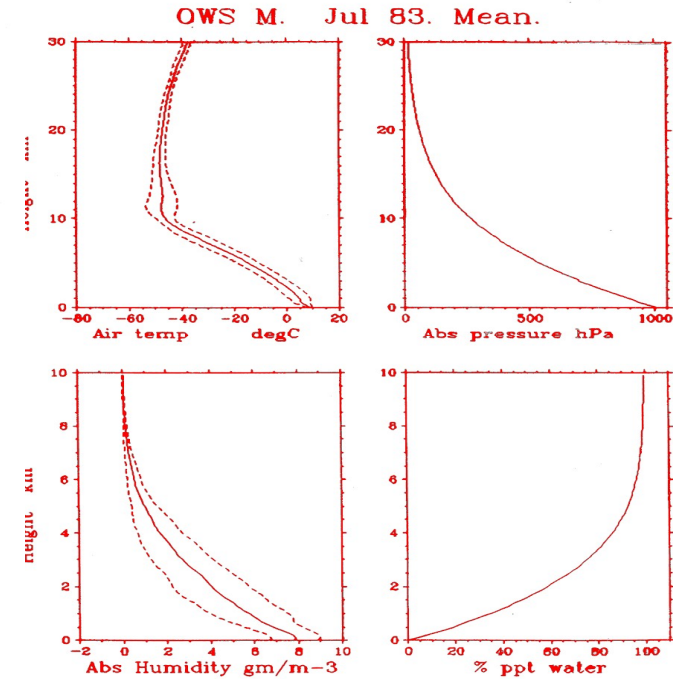 OWS M. Jul 83. Mean.
30
20
10
0
-80 -60 -40 -20 0 20
Air temp degC
30
20
10
0
0 500 1000
Abs pressure hPa
10
8
6
4
2
0
Height km
-2 0 2 4 6 8 10
Abs Humidity gm/m-3
10
8
6
4
2
0
0 20 40 60 80 100
% ppt water